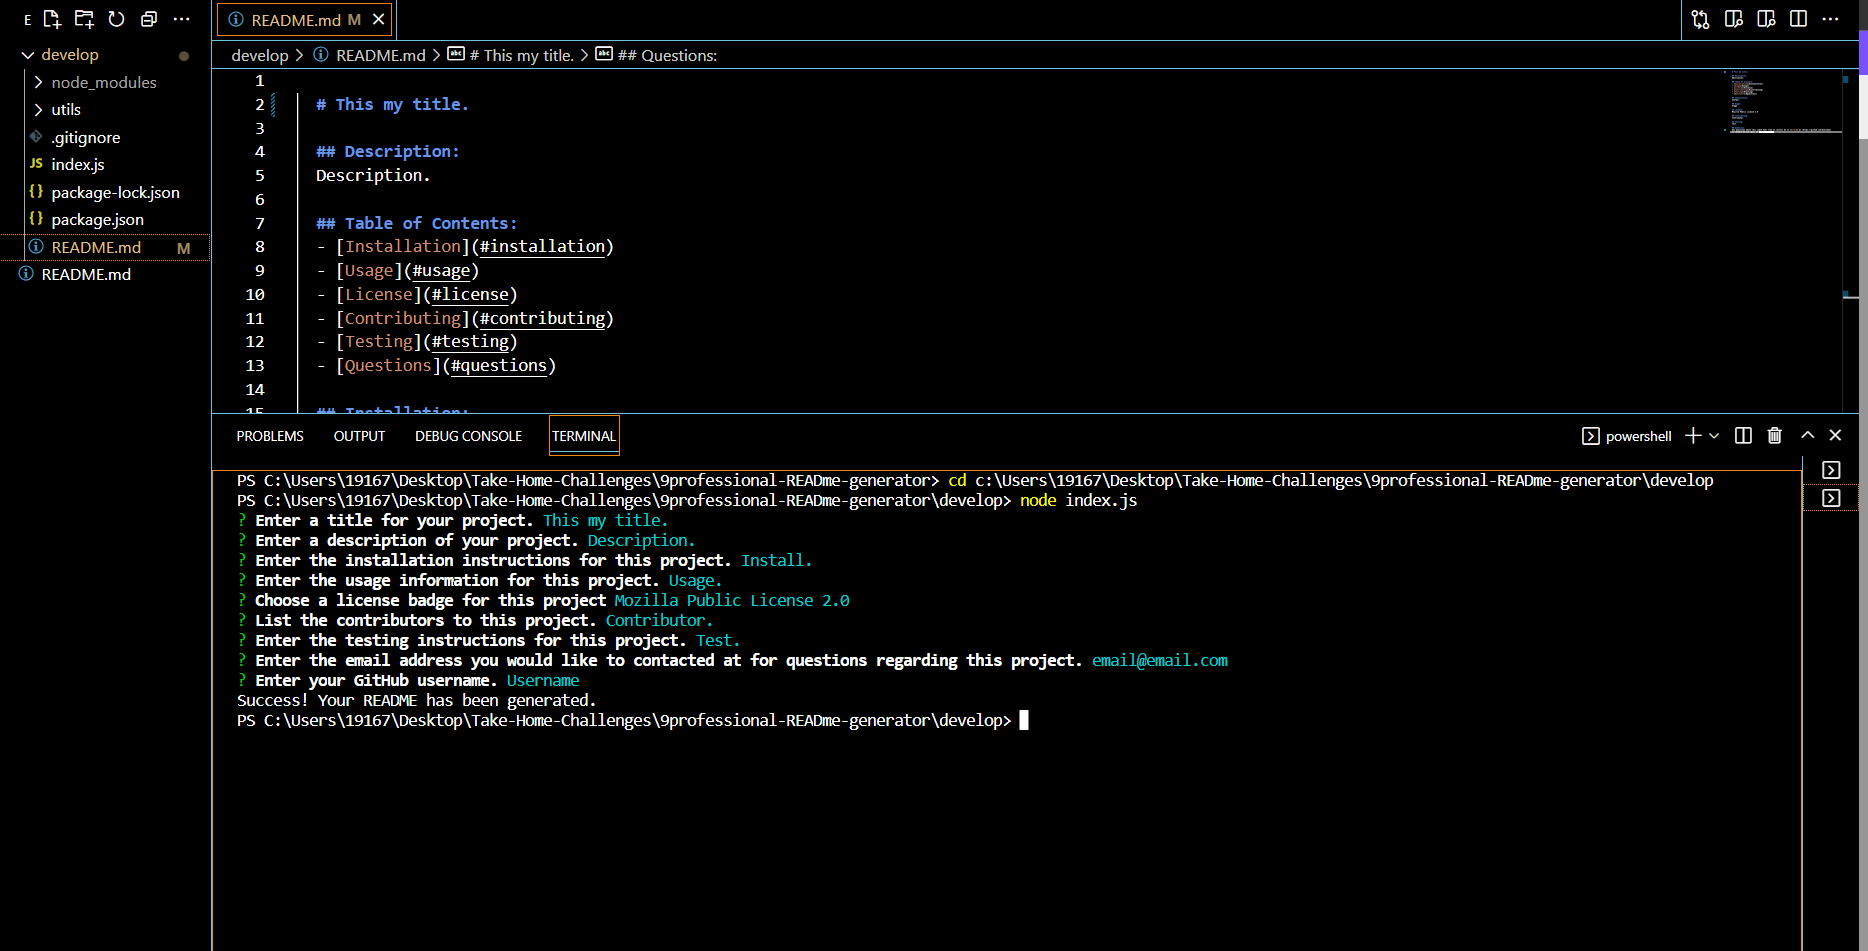 E
develop
node_modules
utils
.gitignore
JS index.js
{} package-lock.json
{} package.json
README.md M
README.md
README.md M
develop > README.md > # This my title. > ## Questions:
1
2 # This my title.
3
4 ## Description:
5 Description.
6
7 ## Table of Contents:
8 - [Installation](#installation)
9 - [Usage](#usage)
10 - [License](#license)
11 - [Contributing](#contributing)
12 - [Testing](#testing)
13 - [Questions](#questions)
14
15 ## Installation:
PROBLEMS OUTPUT DEBUG CONSOLE TERMINAL
powershell
PS C:\Users\19167\Desktop\Take-Home-Challenges\9professional-READme-generator> cd c:\Users\19167\Desktop\Take-Home-Challenges\9professional-READme-generator\develop
PS C:\Users\19167\Desktop\Take-Home-Challenges\9professional-READme-generator\develop> node index.js
? Enter a title for your project. This my title.
? Enter a description of your project. Description.
? Enter the installation instructions for this project. Install.
? Enter the usage information for this project. Usage.
? Choose a license badge for this project Mozilla Public License 2.0
? List the contributors to this project. Contributor.
? Enter the testing instructions for this project. Test.
? Enter the email address you would like to contacted at for questions regarding this project. email@email.com
? Enter your GitHub username. Username
Success! Your README has been generated.
PS C:\Users\19167\Desktop\Take-Home-Challenges\9professional-READme-generator\develop>